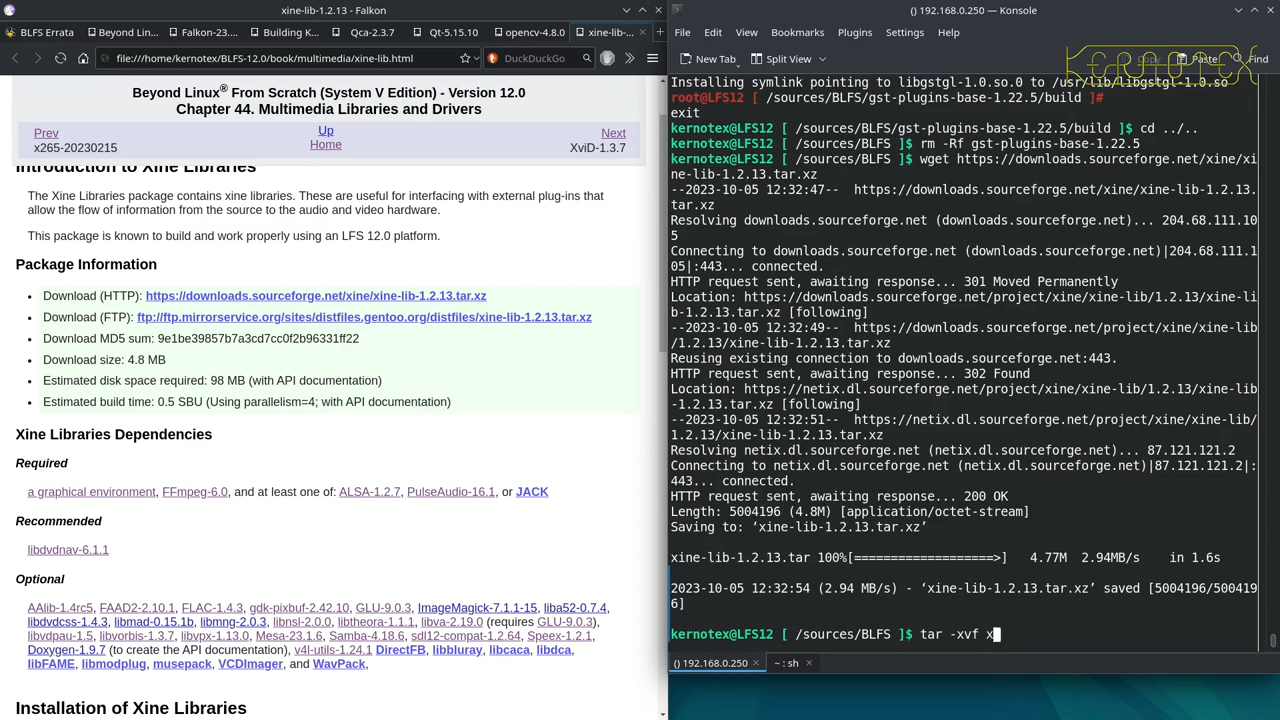 xine-lib-1.2.13 - Falkon
BLFS Errata
Beyond Lin...
Falkon-23....
Building K...
Qca-2.3.7
Qt-5.15.10
opencv-4.8.0
xine-lib-...
file:///home/kernotex/BLFS-12.0/book/multimedia/xine-lib.html
DuckDuckGo
Beyond Linux® From Scratch (System V Edition) - Version 12.0
Chapter 44. Multimedia Libraries and Drivers
Prev
Up
Next
x265-20230215
Home
XviD-1.3.7
Introduction to Xine Libraries
The Xine Libraries package contains xine libraries. These are useful for interfacing with external plug-ins that
allow the flow of information from the source to the audio and video hardware.
This package is known to build and work properly using an LFS 12.0 platform.
Package Information
• Download (HTTP): https://downloads.sourceforge.net/xine/xine-lib-1.2.13.tar.xz
• Download (FTP): ftp://ftp.mirrorservice.org/sites/distfiles.gentoo.org/distfiles/xine-lib-1.2.13.tar.xz
• Download MD5 sum: 9e1be39857b7a3cd7cc0f2b96331ff22
• Download size: 4.8 MB
• Estimated disk space required: 98 MB (with API documentation)
• Estimated build time: 0.5 SBU (Using parallelism=4; with API documentation)
Xine Libraries Dependencies
Required
a graphical environment, FFmpeg-6.0, and at least one of: ALSA-1.2.7, PulseAudio-16.1, or JACK
Recommended
libdvdnav-6.1.1
Optional
AAlib-1.4rc5, FAAD2-2.10.1, FLAC-1.4.3, gdk-pixbuf-2.42.10, GLU-9.0.3, ImageMagick-7.1.1-15, liba52-0.7.4,
libdvdcss-1.4.3, libmad-0.15.1b, libmng-2.0.3, libnsl-2.0.0, libtheora-1.1.1, libva-2.19.0 (requires GLU-9.0.3),
libvdpau-1.5, libvorbis-1.3.7, libvpx-1.13.0, Mesa-23.1.6, Samba-4.18.6, sdl12-compat-1.2.64, Speex-1.2.1,
Doxygen-1.9.7 (to create the API documentation), v4l-utils-1.24.1 DirectFB, libbluray, libcaca, libdca,
libFAME, libmodplug, musepack, VCDImager, and WavPack,
Installation of Xine Libraries
() 192.168.0.250 — Konsole
File
Edit
View
Bookmarks
Plugins
Settings
Help
New Tab
Split View
Copy
Paste
Find
KERNOTEX
Installing symlink pointing to libgstgl-1.0.so.0 to /usr/lib/libgstgl-1.0.so
root@LFS12 [ /sources/BLFS/gst-plugins-base-1.22.5/build ]#
exit
kernotex@LFS12 [ /sources/BLFS/gst-plugins-base-1.22.5/build ]$ cd ../..
kernotex@LFS12 [ /sources/BLFS ]$ rm -Rf gst-plugins-base-1.22.5
kernotex@LFS12 [ /sources/BLFS ]$ wget https://downloads.sourceforge.net/xine/xi
ne-lib-1.2.13.tar.xz
--2023-10-05 12:32:47--  https://downloads.sourceforge.net/xine/xine-lib-1.2.13.
tar.xz
Resolving downloads.sourceforge.net (downloads.sourceforge.net)... 204.68.111.10
5
Connecting to downloads.sourceforge.net (downloads.sourceforge.net)|204.68.111.1
05|:443... connected.
HTTP request sent, awaiting response... 301 Moved Permanently
Location: https://downloads.sourceforge.net/project/xine/xine-lib/1.2.13/xine-li
b-1.2.13.tar.xz [following]
--2023-10-05 12:32:49--  https://downloads.sourceforge.net/project/xine/xine-lib
/1.2.13/xine-lib-1.2.13.tar.xz
Reusing existing connection to downloads.sourceforge.net:443.
HTTP request sent, awaiting response... 302 Found
Location: https://netix.dl.sourceforge.net/project/xine/xine-lib/1.2.13/xine-lib
-1.2.13.tar.xz [following]
--2023-10-05 12:32:51--  https://netix.dl.sourceforge.net/project/xine/xine-lib/
1.2.13/xine-lib-1.2.13.tar.xz
Resolving netix.dl.sourceforge.net (netix.dl.sourceforge.net)... 87.121.121.2
Connecting to netix.dl.sourceforge.net (netix.dl.sourceforge.net)|87.121.121.2|:
443... connected.
HTTP request sent, awaiting response... 200 OK
Length: 5004196 (4.8M) [application/octet-stream]
Saving to: ‘xine-lib-1.2.13.tar.xz’
xine-lib-1.2.13.tar 100%[===================>]   4.77M  2.94MB/s    in 1.6s
2023-10-05 12:32:54 (2.94 MB/s) - ‘xine-lib-1.2.13.tar.xz’ saved [5004196/500419
6]
kernotex@LFS12 [ /sources/BLFS ]$ tar -xvf x
() 192.168.0.250
~ : sh